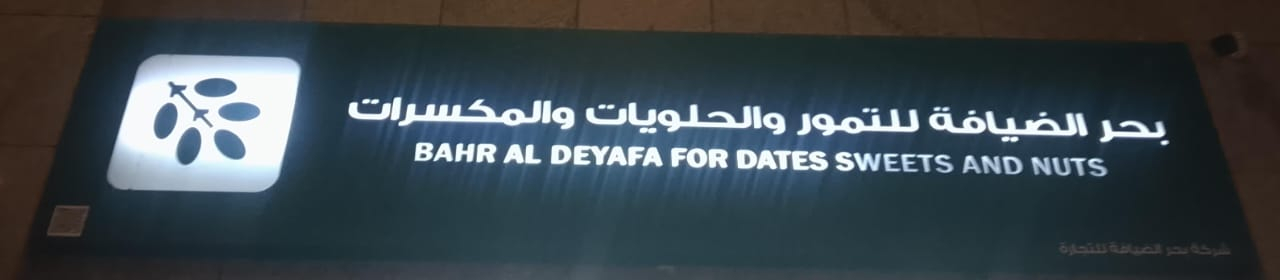 بحر الضيافة للتمور والحلويات والمكسرات
BAHR AL DEYAFA FOR DATES SWEETS AND NUTS
شركة بحر الضيافة للتجارة